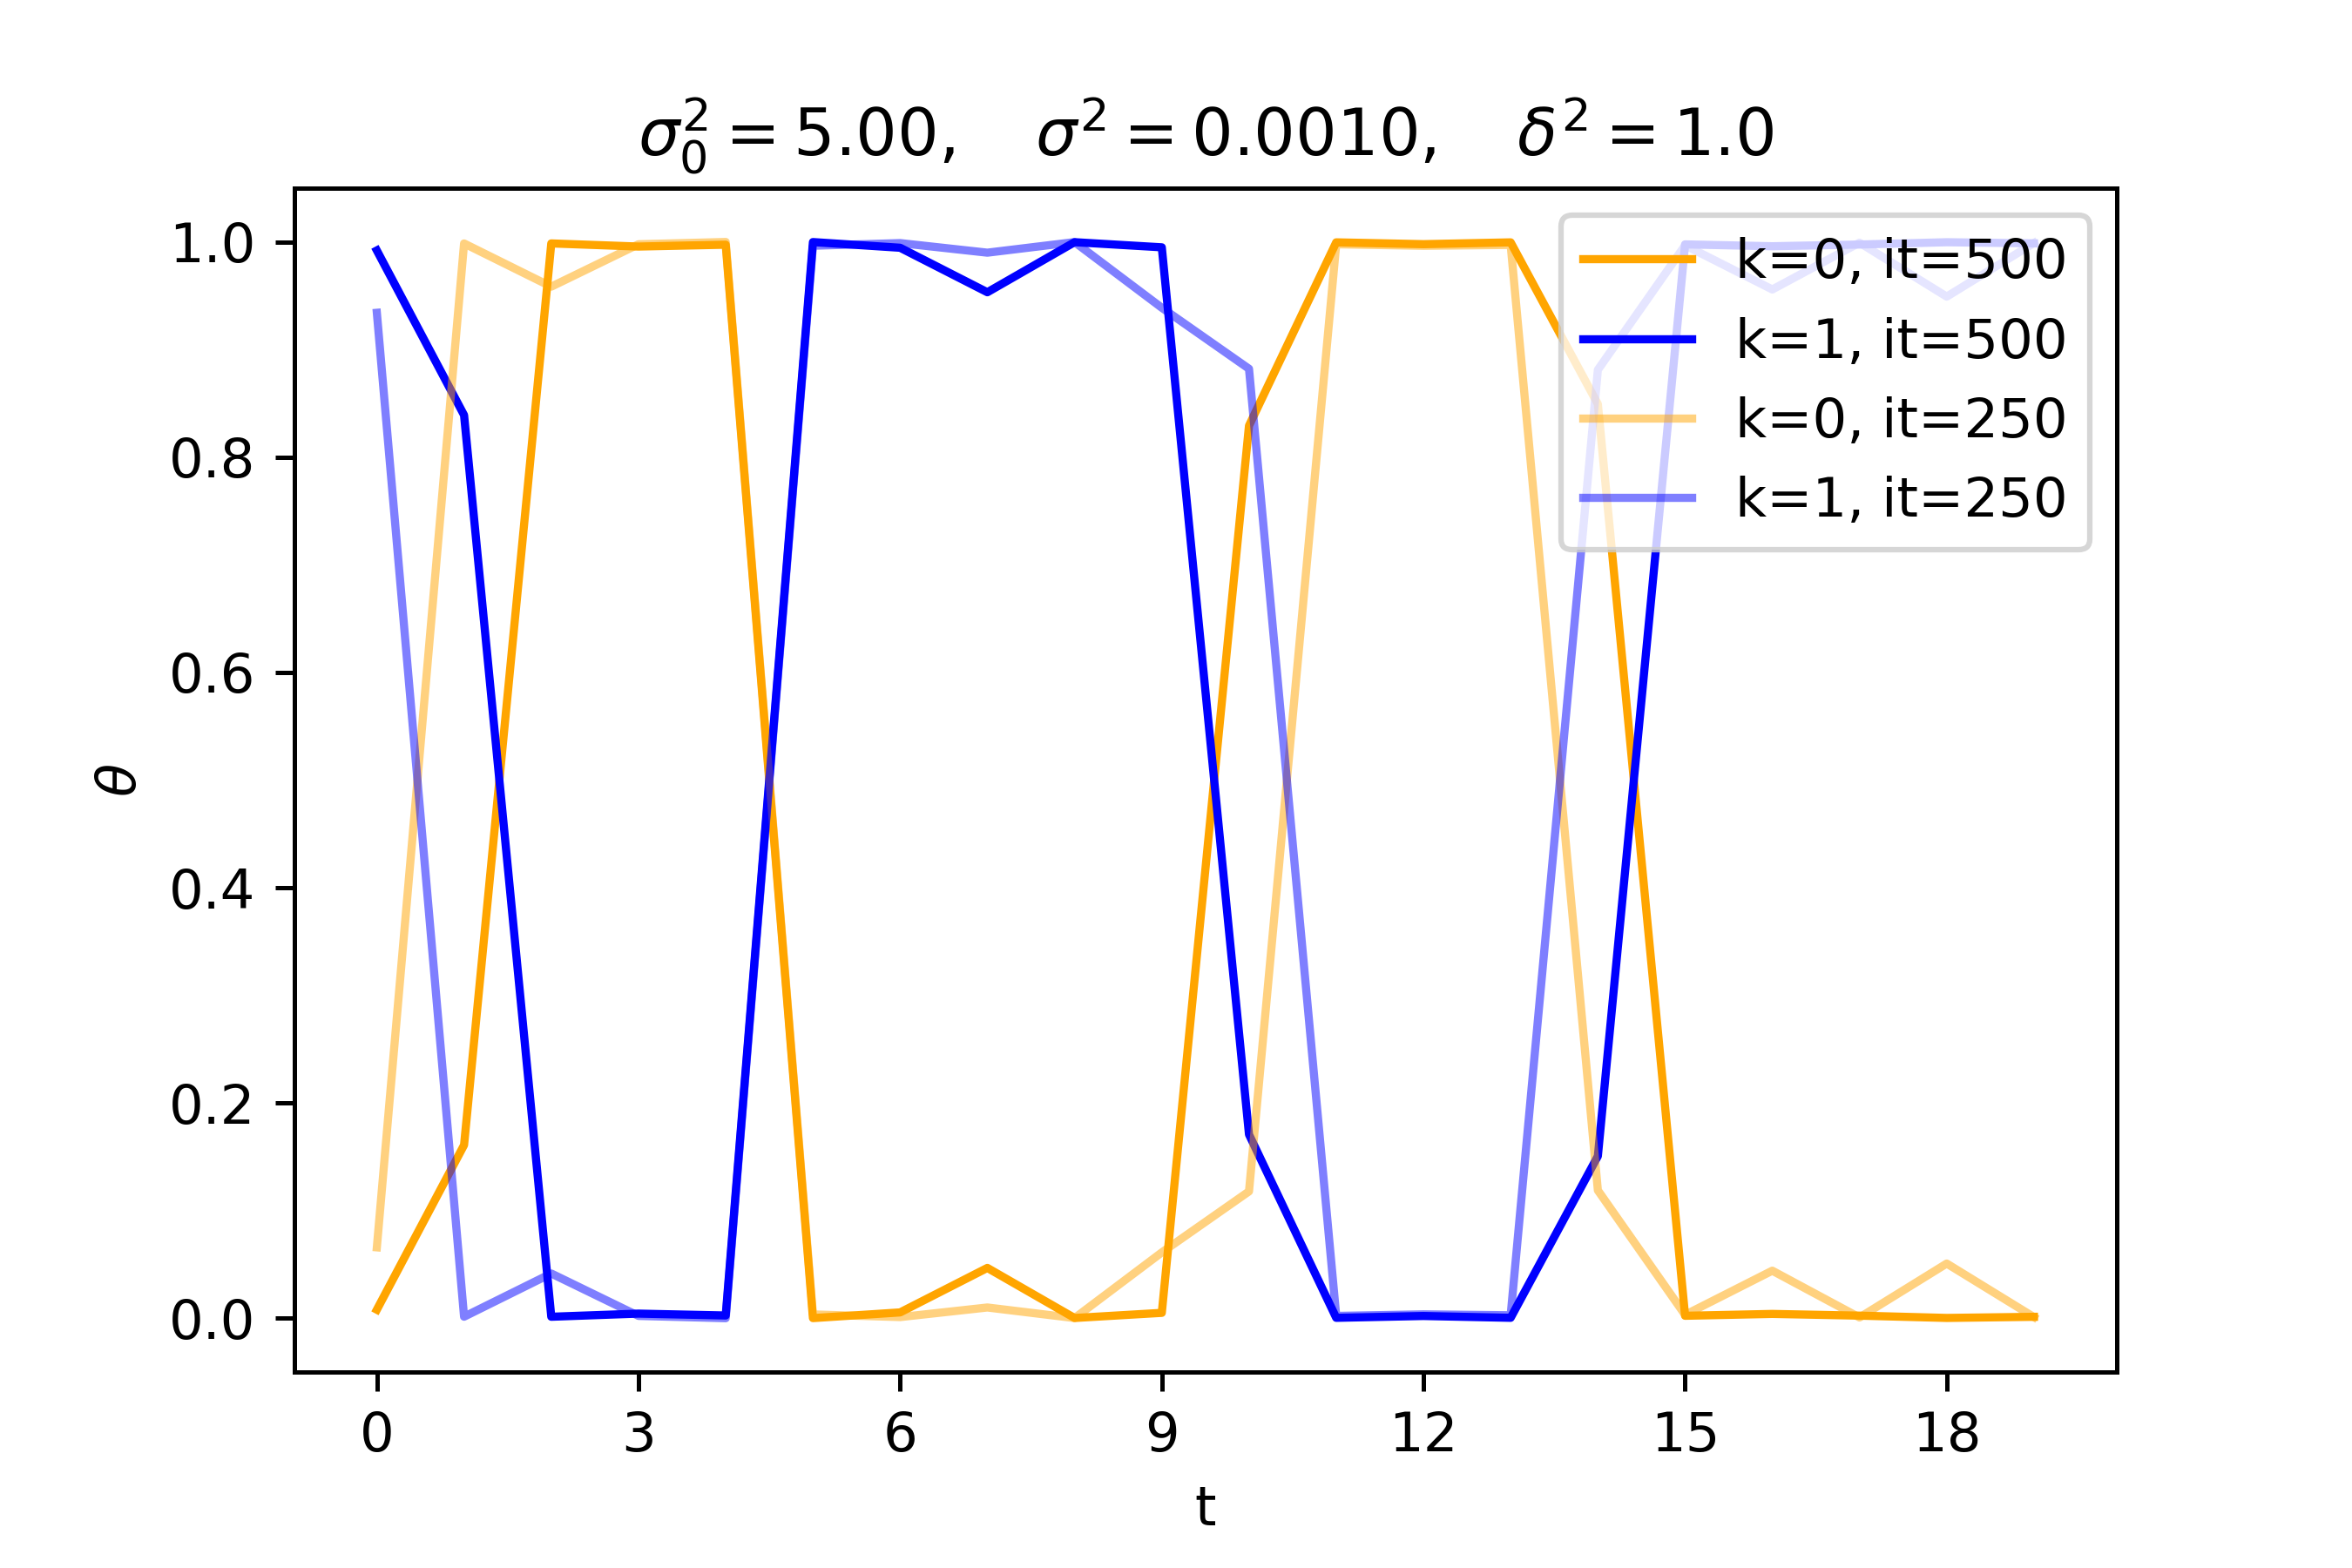 σ₀² = 5.00,    σ² = 0.0010,    δ² = 1.0
1.0
0.8
0.6
0.4
0.2
0.0
θ
k=0, it=500
k=1, it=500
k=0, it=250
k=1, it=250
0 3 6 9 12 15 18
t